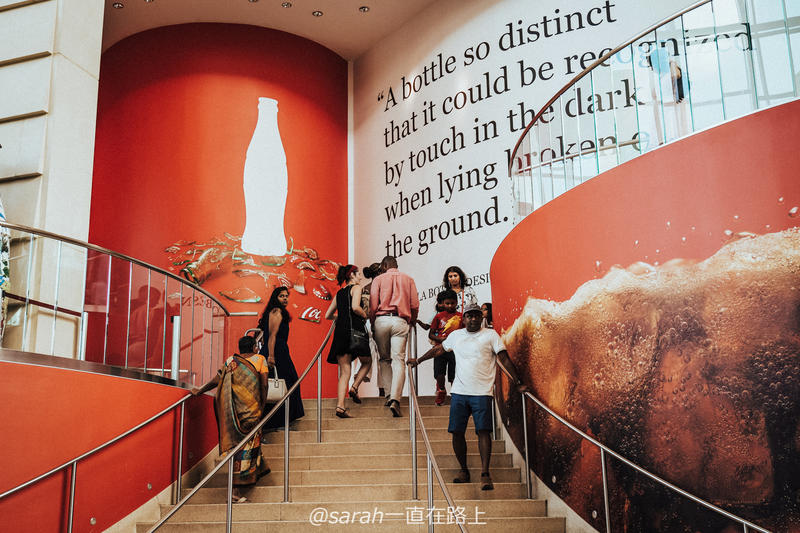 “A bottle so distinct
that it could be recognized
by touch in the dark
when lying broken
the ground.”
@sarah一直在路上